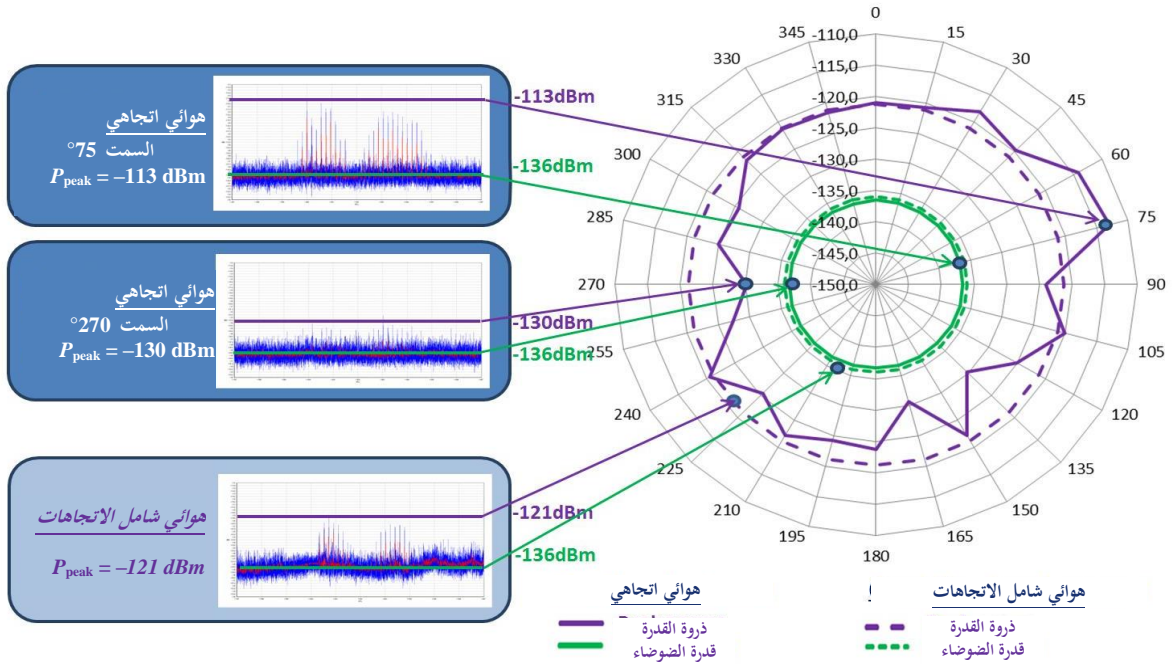 هوائي اتجاهي
السمت 75°
P peak = –113 dBm
هوائي اتجاهي
السمت 270°
P peak = –130 dBm
هوائي شامل الاتجاهات
P peak = –121 dBm
-113dBm
-136dBm
-130dBm
-136dBm
-121dBm
-136dBm
0
15
30
45
60
75
90
105
120
135
150
165
180
195
210
225
240
255
270
285
300
315
330
345
-110,0
-115,0
-120,0
-125,0
-130,0
-135,0
-140,0
-145,0
-150,0
هوائي اتجاهي
ذروة القدرة
قدرة الضوضاء
هوائي شامل الاتجاهات
ذروة القدرة
قدرة الضوضاء